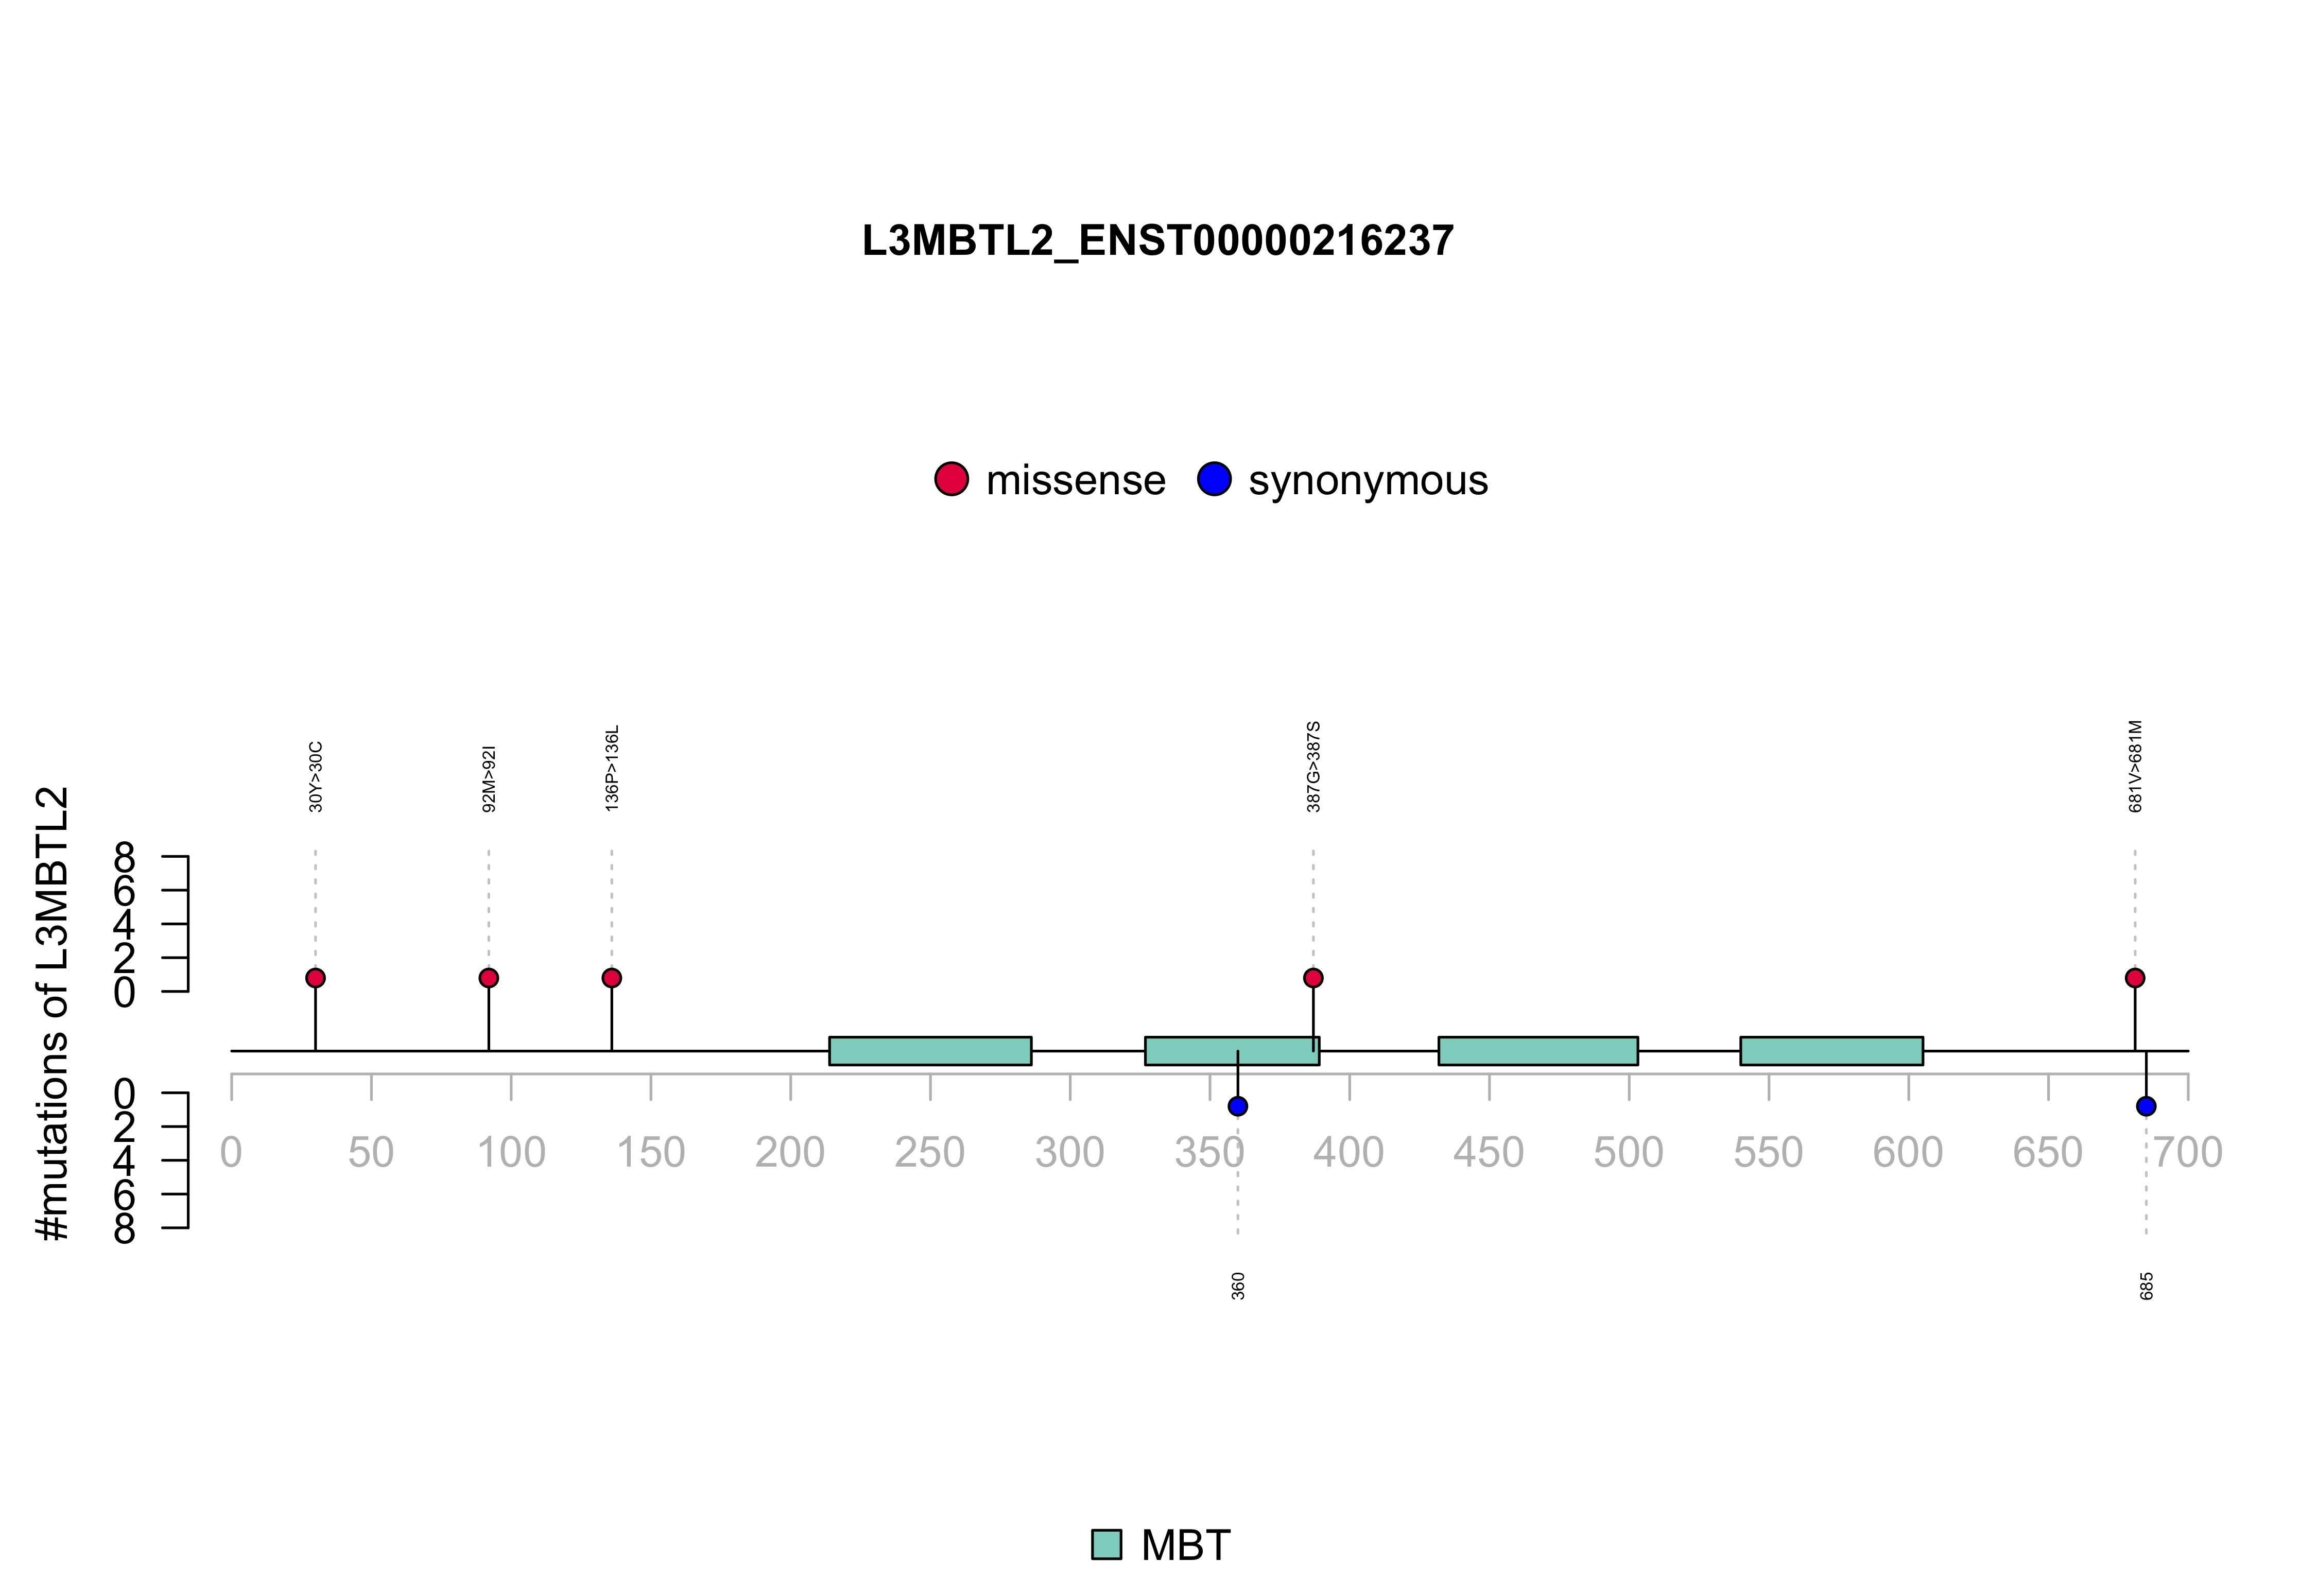 L3MBTL2_ENST00000216237
missense synonymous
30Y>30C
92M>92I
136P>136L
387G>387S
681V>681M
#mutations of L3MBTL2
8
6
4
2
0
0
2
4
6
8
0 50 100 150 200 250 300 350 400 450 500 550 600 650 700
360
685
MBT